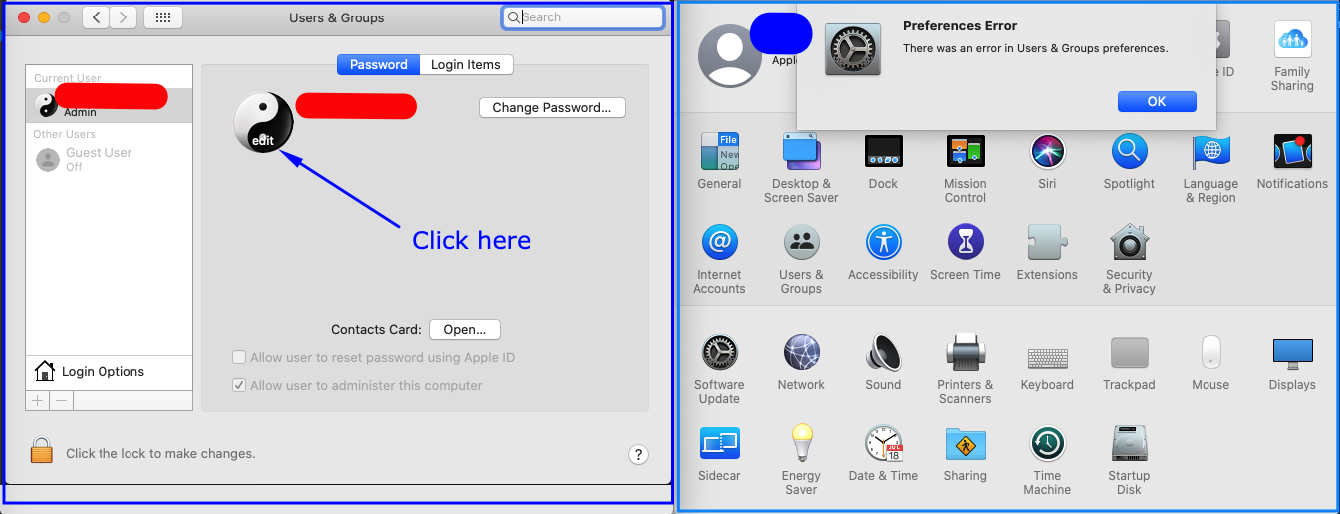 Users & Groups
Search
Password
Login Items
Current User
Admin
Other Users
Guest User
Off
edit
Change Password...
Click here
Contacts Card:
Open...
Allow user to reset password using Apple ID
Allow user to administer this computer
Login Options
+
−
Click the lock to make changes.
?
Preferences Error
There was an error in Users & Groups preferences.
OK
Apple
ID
Family
Sharing
File
New
Ope
General
Desktop &
Screen Saver
Dock
Mission
Control
Siri
Spotlight
Language
& Region
Notifications
@
Internet
Accounts
Users &
Groups
Accessibility
Screen Time
Extensions
Security
& Privacy
Software
Update
Network
Sound
Printers &
Scanners
Keyboard
Trackpad
Mouse
Displays
Sidecar
Energy
Saver
JUL
18
Date & Time
Sharing
Time
Machine
Startup
Disk